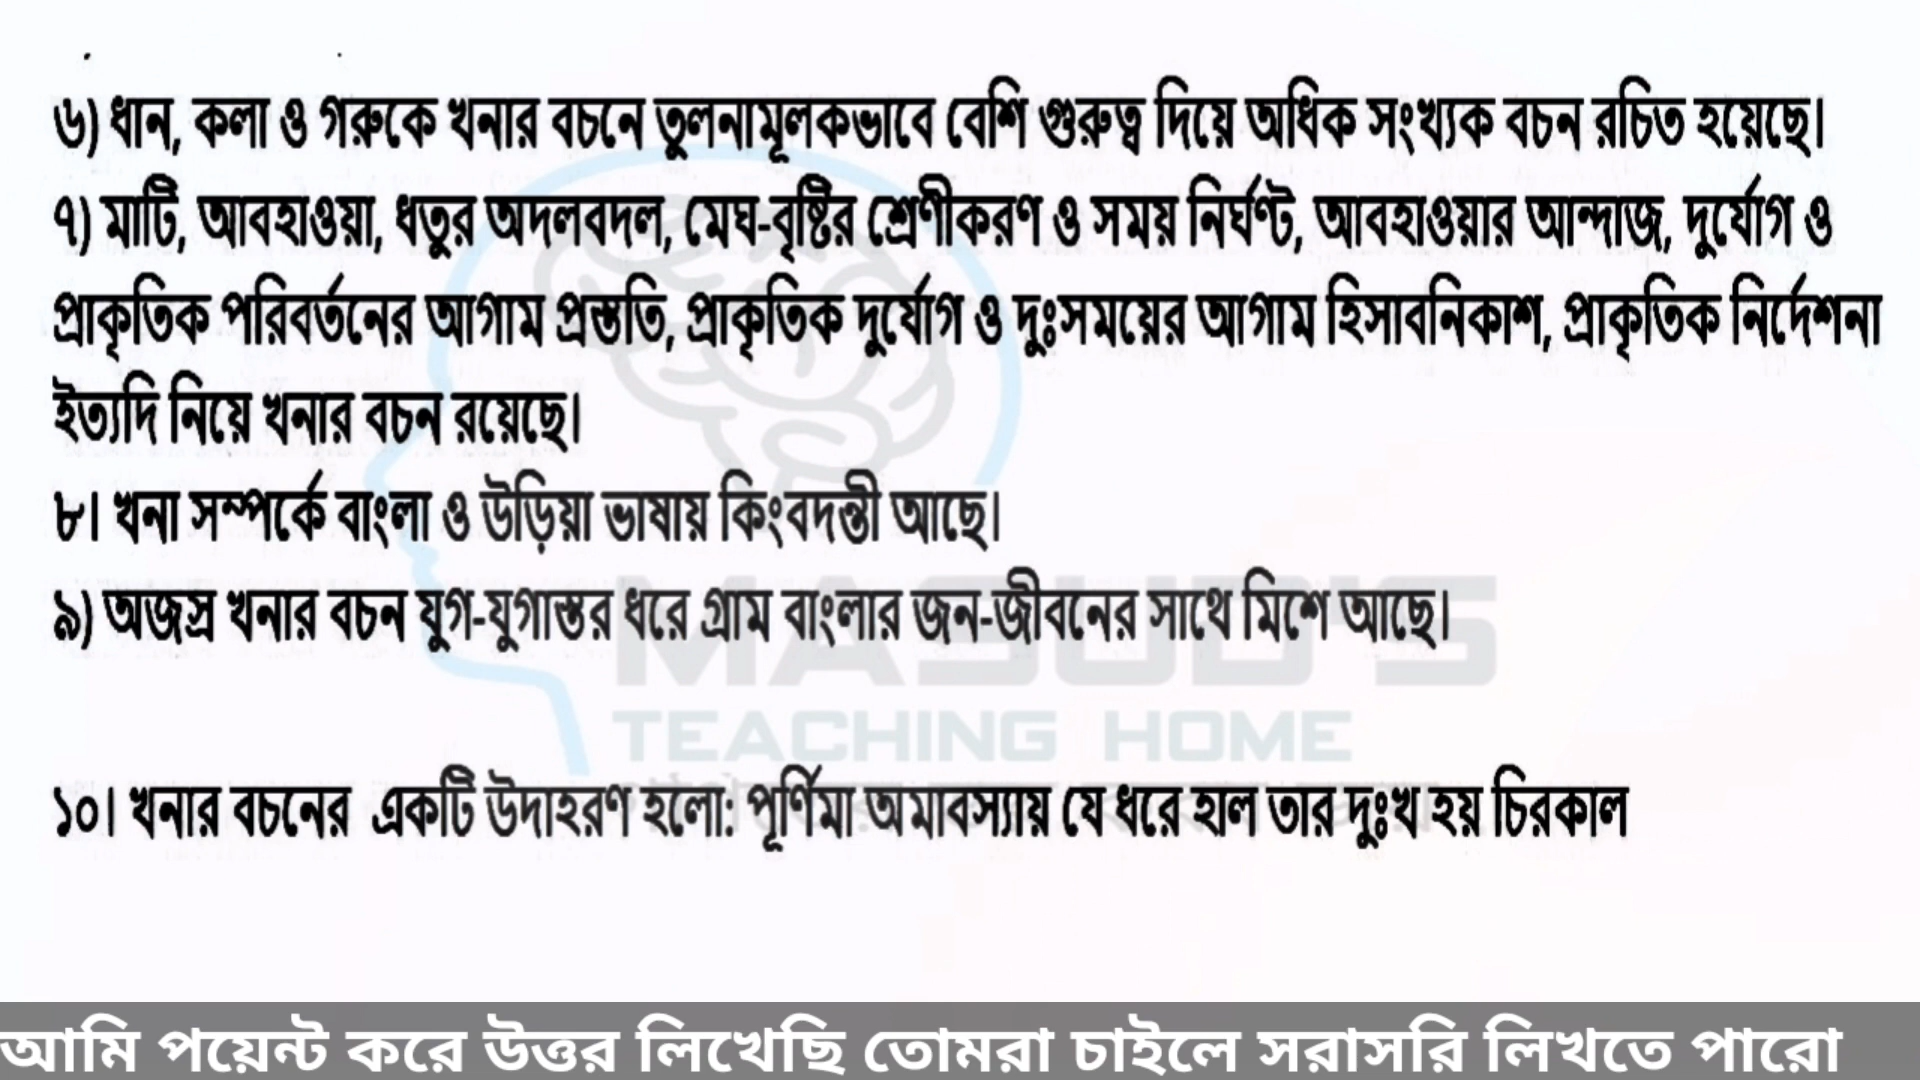 ৬) ধান, কলা ও গরুকে খনার বচনে তুলনামূলকভাবে বেশি গুরুত্ব দিয়ে অধিক সংখ্যক বচন রচিত হয়েছে।
৭) মাটি, আবহাওয়া, ধতুর অদলবদল, মেঘ-বৃষ্টির শ্রেণীকরণ ও সময় নির্ঘণ্ট, আবহাওয়ার আন্দাজ, দুর্যোগ ও
প্রাকৃতিক পরিবর্তনের আগাম প্রস্ততি, প্রাকৃতিক দুর্যোগ ও দুঃসময়ের আগাম হিসাবনিকাশ, প্রাকৃতিক নির্দেশনা
ইত্যদি নিয়ে খনার বচন রয়েছে।
৮। খনা সম্পর্কে বাংলা ও উড়িয়া ভাষায় কিংবদন্তী আছে।
৯) অজস্র খনার বচন যুগ-যুগান্তর ধরে গ্রাম বাংলার জন-জীবনের সাথে মিশে আছে।
MASUD'S
TEACHING HOME
১০। খনার বচনের একটি উদাহরণ হলো: পূর্ণিমা অমাবস্যায় যে ধরে হাল তার দুঃখ হয় চিরকাল
আমি পয়েন্ট করে উত্তর লিখেছি তোমরা চাইলে সরাসরি লিখতে পারো